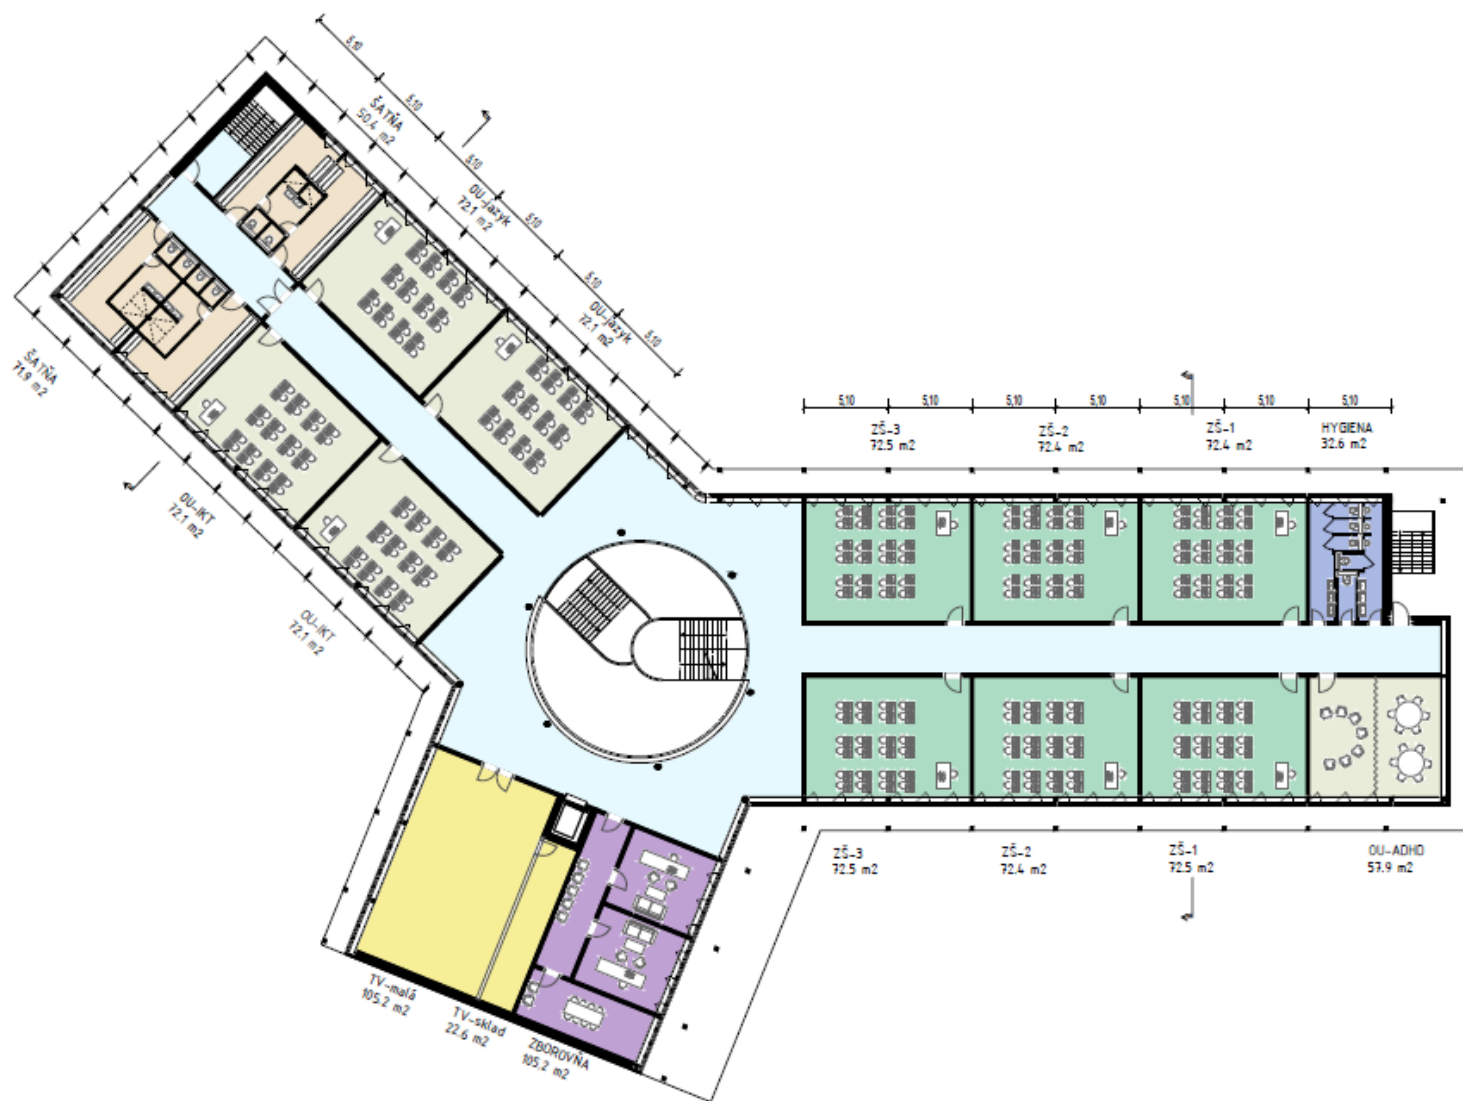 5,10
5,10
5,10
5,10
5,10
5,10
ŠATŇA
50.4 m2
OU-jazyk
72.1 m2
OU-jazyk
72.1 m2
ŠATŇA
71.9 m2
OU-IKT
72.1 m2
OU-IKT
72.1 m2
5,10 5,10 5,10 5,10 5,10 5,10 5,10
ZŠ-3
72.5 m2
ZŠ-2
72.4 m2
ZŠ-1
72.4 m2
HYGIENA
32.6 m2
ZŠ-3
72.5 m2
ZŠ-2
72.4 m2
ZŠ-1
72.5 m2
OU-ADHD
57.9 m2
TV-malá
105.2 m2
TV-sklad
22.6 m2
ZBOROVŇA
105.2 m2